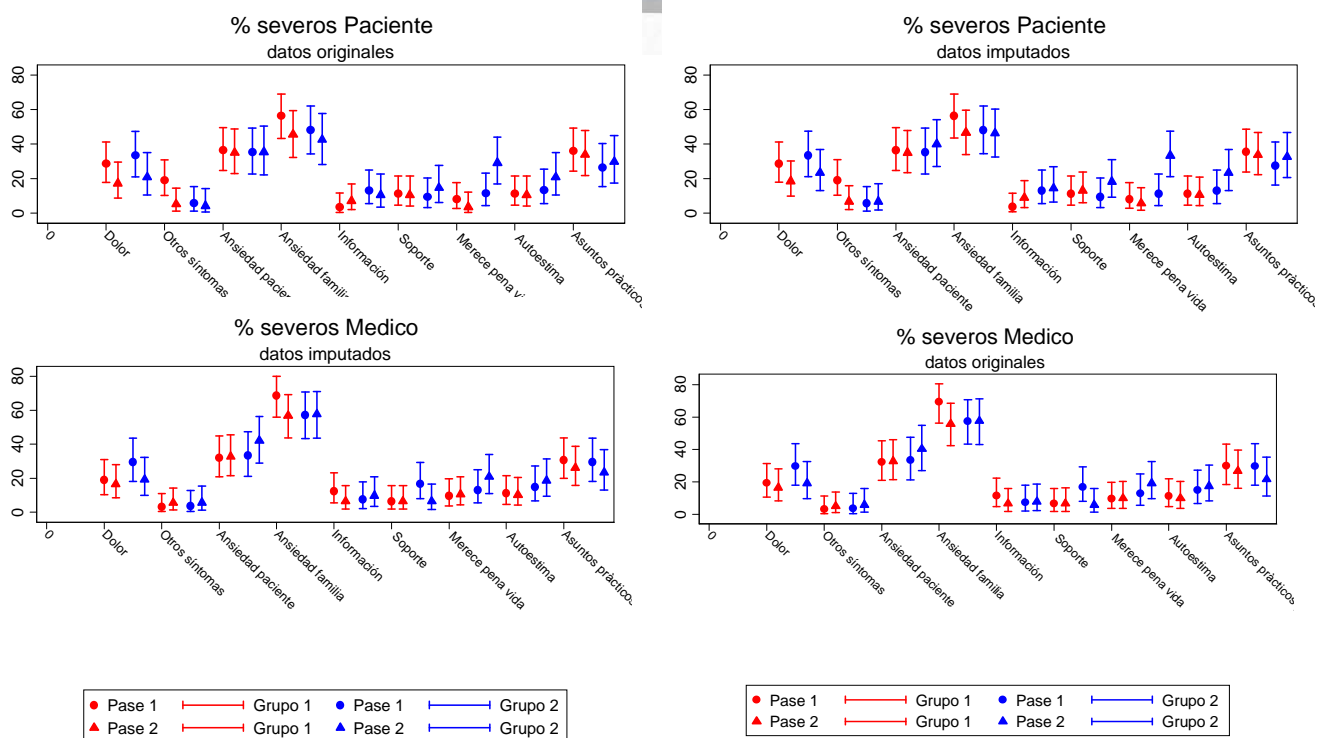 % severos Paciente
datos originales
80
60
40
20
0
0
Dolor
Otros síntomas
Ansiedad pacien
Ansiedad familia
Información
Soporte
Merece pena vi
Autoestima
Asuntos pràcticos
% severos Paciente
datos imputados
80
60
40
20
0
0
Dolor
Otros síntomas
Ansiedad paciente
Ansiedad familia
Información
Soporte
Merece pena vida
Autoestima
Asuntos pràcticos
% severos Medico
datos imputados
80
60
40
20
0
0
Dolor
Otros síntomas
Ansiedad paciente
Ansiedad familia
Información
Soporte
Merece pena vida
Autoestima
Asuntos pràcticos
% severos Medico
datos originales
80
60
40
20
0
0
Dolor
Otros síntomas
Ansiedad paciente
Ansiedad familia
Información
Soporte
Merece pena vida
Autoestima
Asuntos pràcticos
Pase 1 Grupo 1 Pase 1 Grupo 2
Pase 2 Grupo 1 Pase 2 Grupo 2
Pase 1 Grupo 1 Pase 1 Grupo 2
Pase 2 Grupo 1 Pase 2 Grupo 2